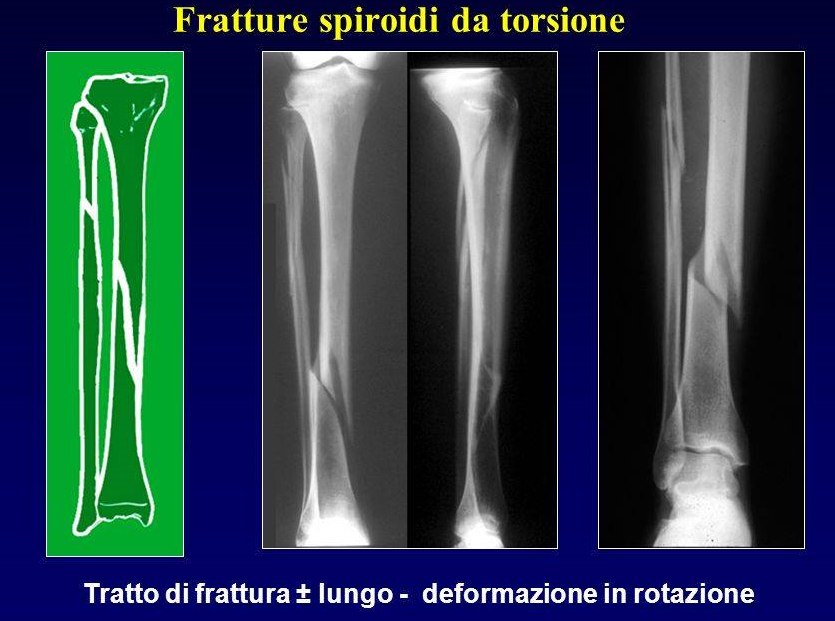 Fratture spiroidi da torsione
Tratto di frattura ± lungo - deformazione in rotazione